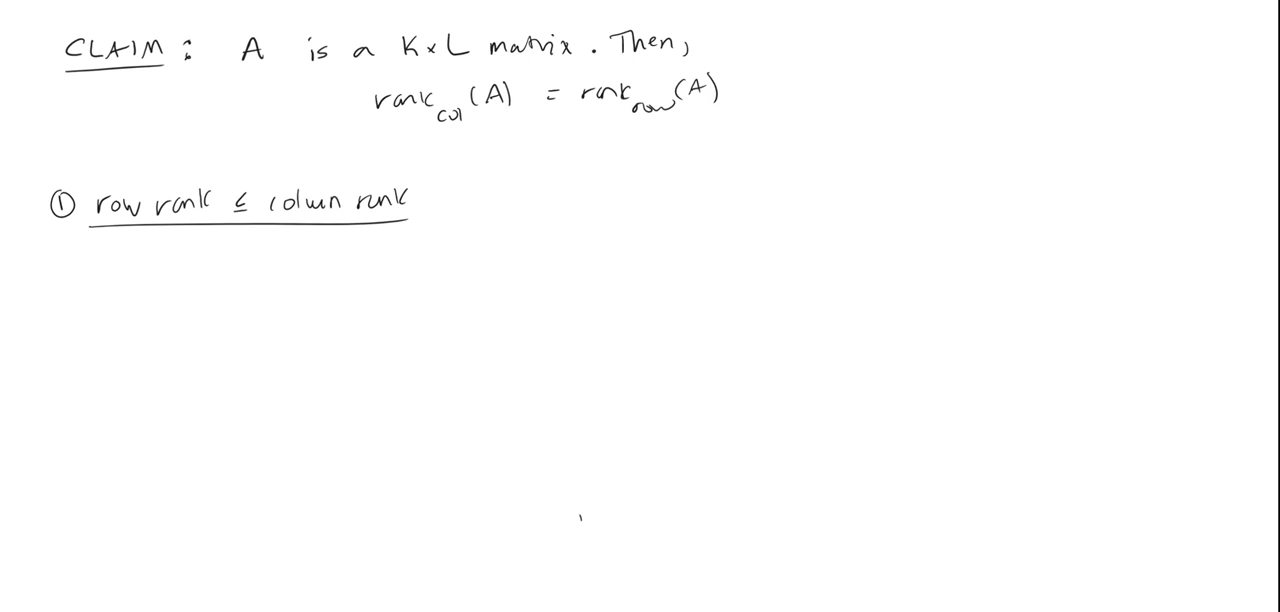 CLAIM : A is a K×L matrix. Then,
rank_col (A) = rank_row (A)
① row rank ≤ column rank